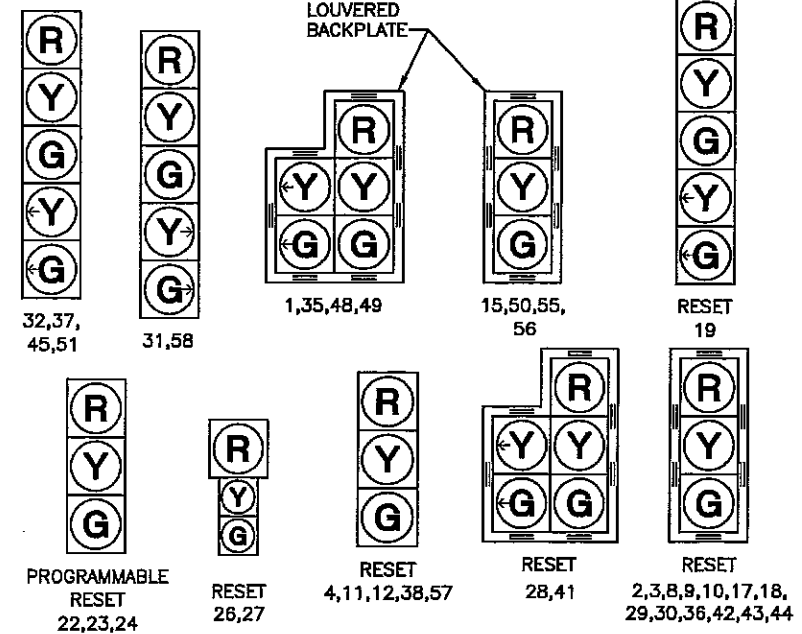 LOUVERED
BACKPLATE
R
Y
G
←Y
←G
32,37,
45,51
R
Y
G
Y→
G→
31,58
R
←Y Y
←G G
1,35,48,49
R
Y
G
15,50,55,
56
R
Y
G
←Y
←G
RESET
19
R
Y
G
PROGRAMMABLE
RESET
22,23,24
R
Y
G
RESET
26,27
R
Y
G
RESET
4,11,12,38,57
R
←Y Y
←G G
RESET
28,41
R
Y
G
RESET
2,3,8,9,10,17,18,
29,30,36,42,43,44